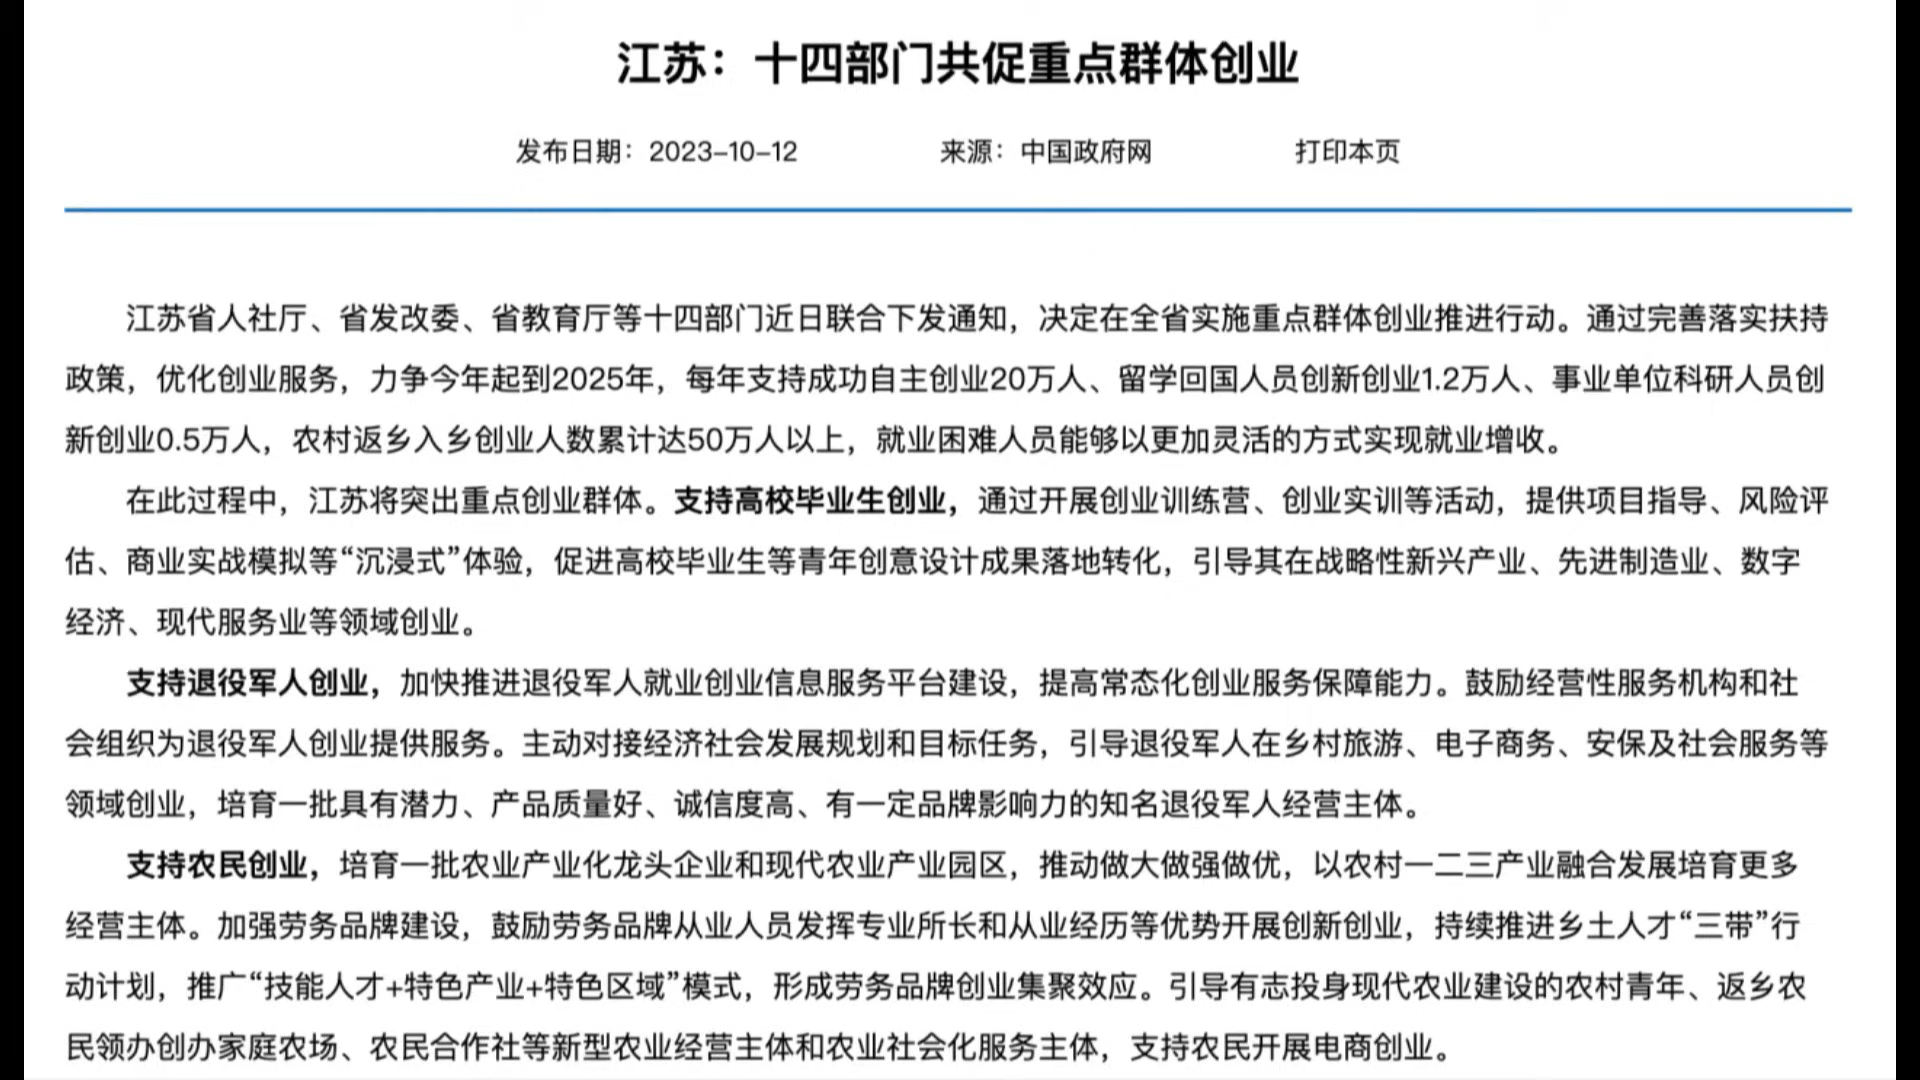 江苏：十四部门共促重点群体创业
发布日期：2023-10-12 来源：中国政府网 打印本页
江苏省人社厅、省发改委、省教育厅等十四部门近日联合下发通知，决定在全省实施重点群体创业推进行动。通过完善落实扶持
政策，优化创业服务，力争今年起到2025年，每年支持成功自主创业20万人、留学回国人员创新创业1.2万人、事业单位科研人员创
新创业0.5万人，农村返乡入乡创业人数累计达50万人以上，就业困难人员能够以更加灵活的方式实现就业增收。
在此过程中，江苏将突出重点创业群体。支持高校毕业生创业，通过开展创业训练营、创业实训等活动，提供项目指导、风险评
估、商业实战模拟等“沉浸式”体验，促进高校毕业生等青年创意设计成果落地转化，引导其在战略性新兴产业、先进制造业、数字
经济、现代服务业等领域创业。
支持退役军人创业，加快推进退役军人就业创业信息服务平台建设，提高常态化创业服务保障能力。鼓励经营性服务机构和社
会组织为退役军人创业提供服务。主动对接经济社会发展规划和目标任务，引导退役军人在乡村旅游、电子商务、安保及社会服务等
领域创业，培育一批具有潜力、产品质量好、诚信度高、有一定品牌影响力的知名退役军人经营主体。
支持农民创业，培育一批农业产业化龙头企业和现代农业产业园区，推动做大做强做优，以农村一二三产业融合发展培育更多
经营主体。加强劳务品牌建设，鼓励劳务品牌从业人员发挥专业所长和从业经历等优势开展创新创业，持续推进乡土人才“三带”行
动计划，推广“技能人才+特色产业+特色区域”模式，形成劳务品牌创业集聚效应。引导有志投身现代农业建设的农村青年、返乡农
民领办创办家庭农场、农民合作社等新型农业经营主体和农业社会化服务主体，支持农民开展电商创业。